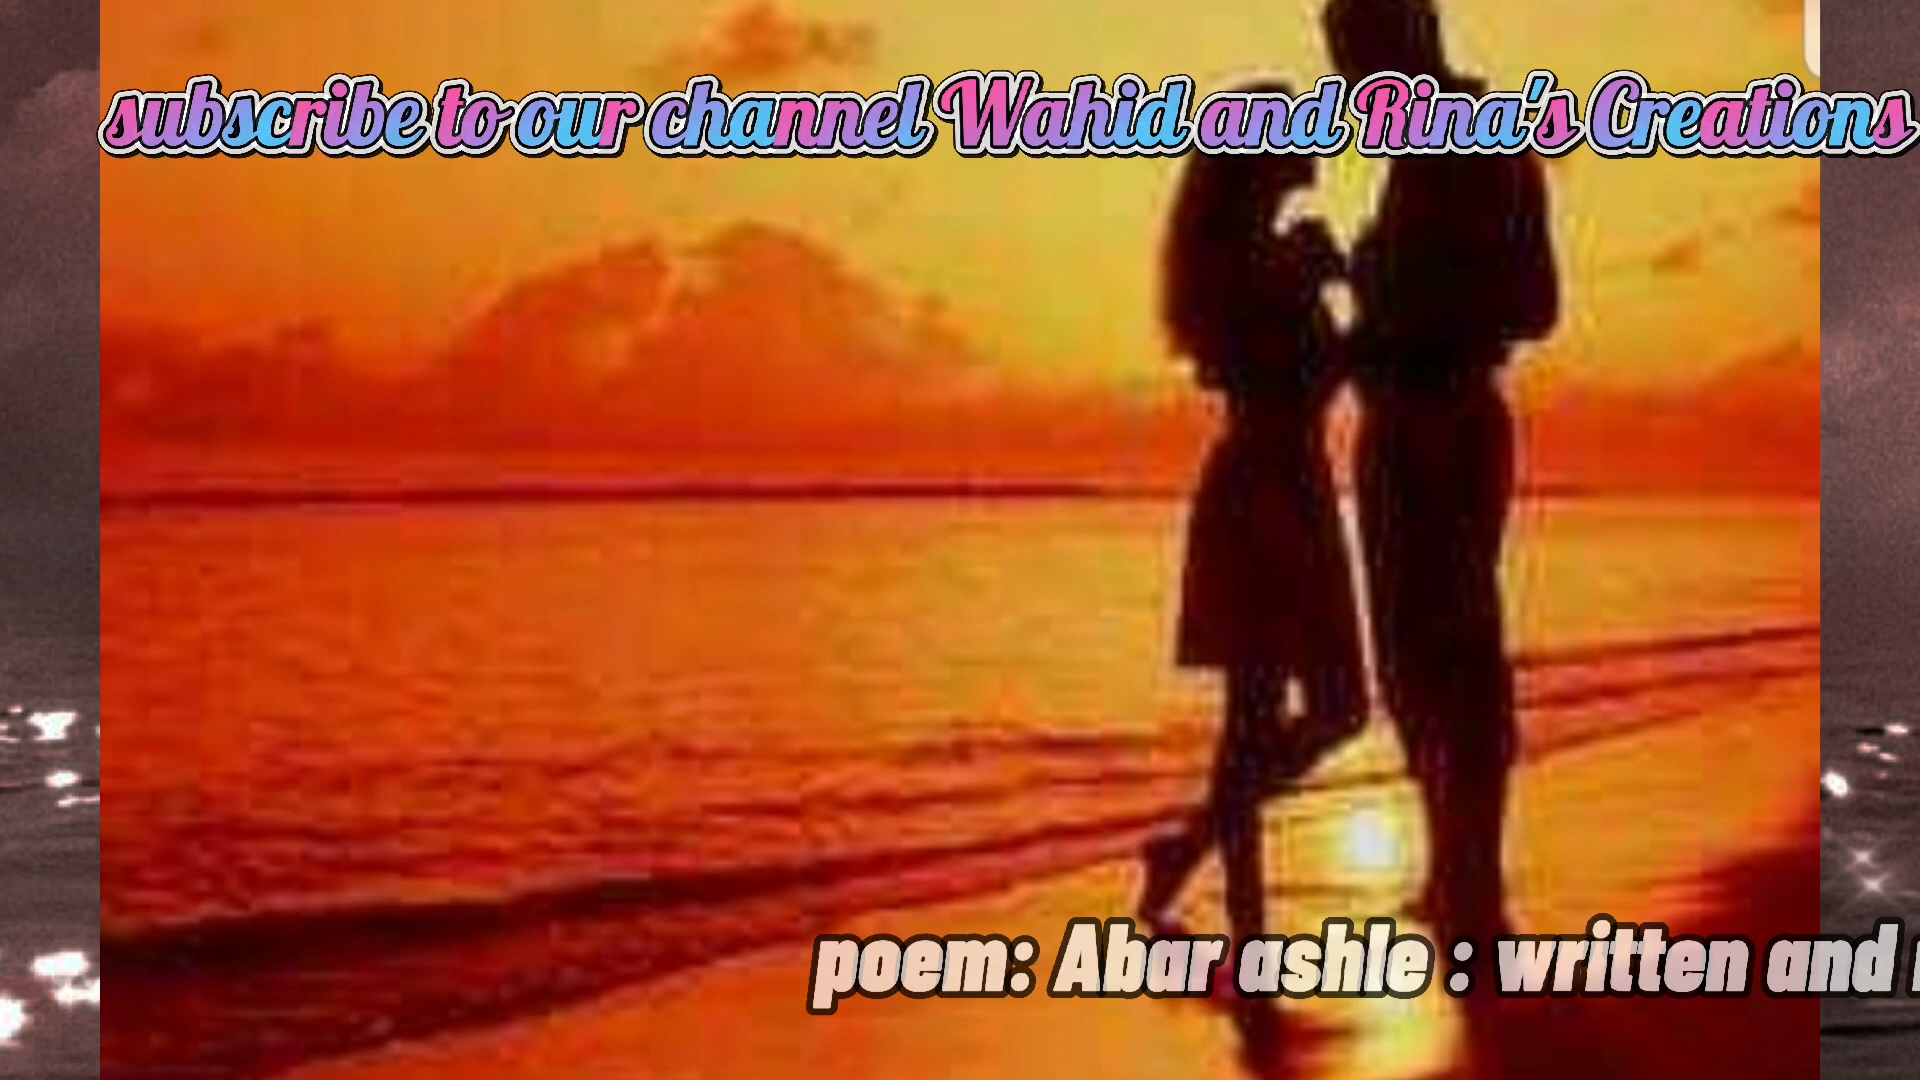 subscribe to our channel Wahid and Rina's Creations
poem: Abar ashle : written and